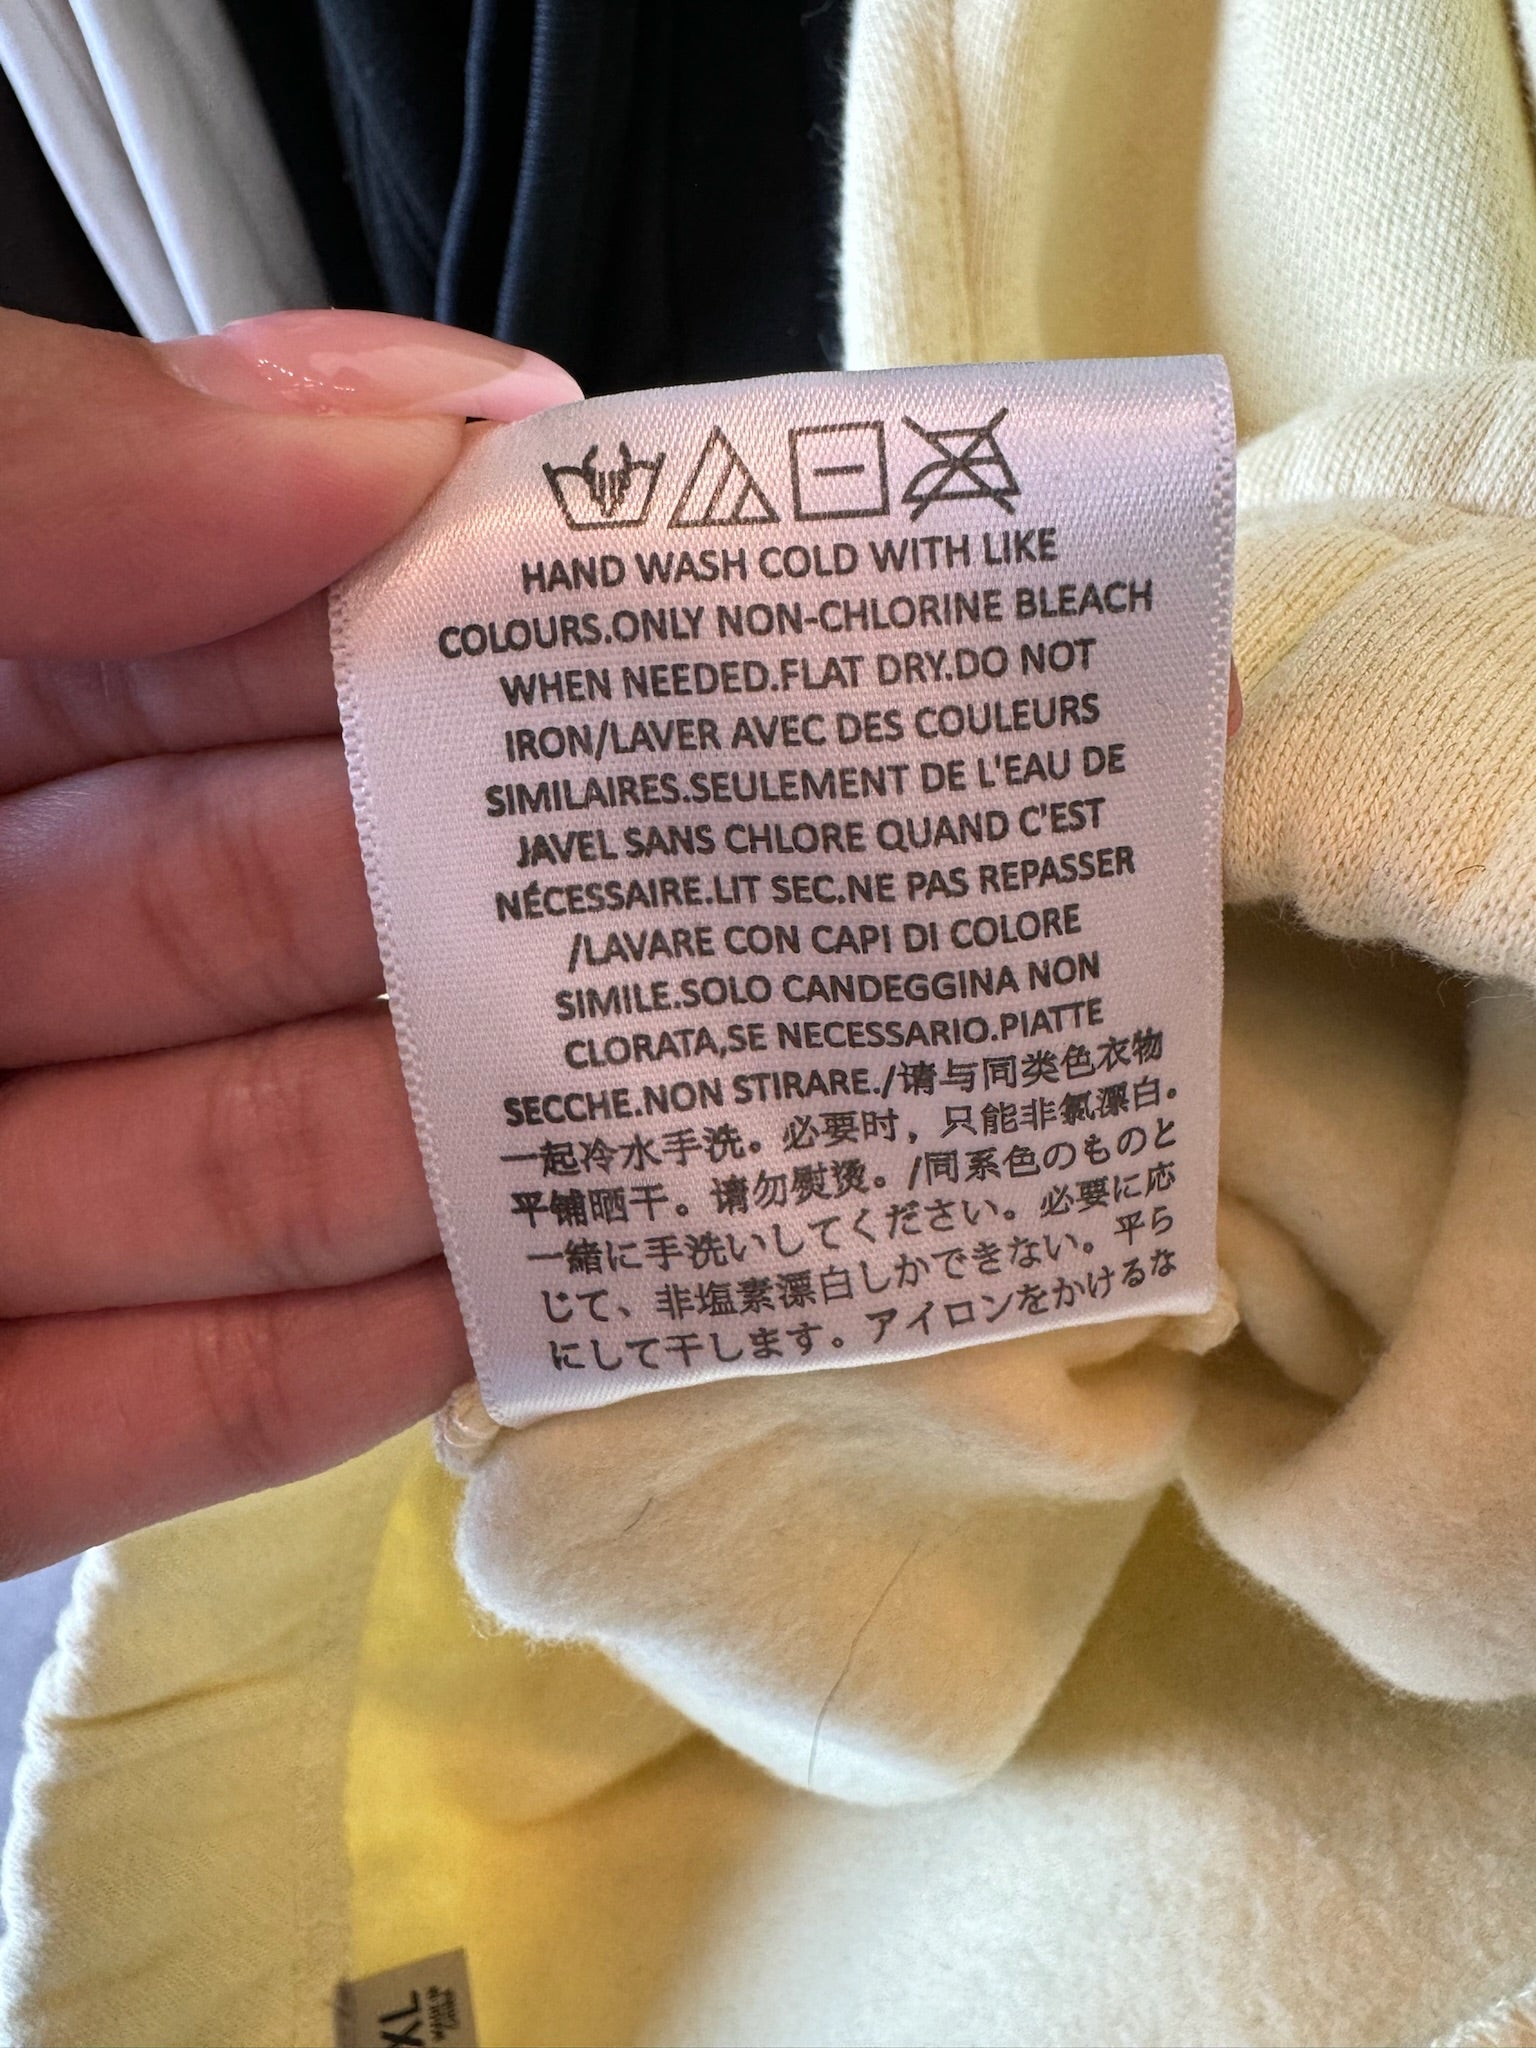 HAND WASH COLD WITH LIKE
COLOURS.ONLY NON-CHLORINE BLEACH
WHEN NEEDED.FLAT DRY.DO NOT
IRON/LAVER AVEC DES COULEURS
SIMILAIRES.SEULEMENT DE L'EAU DE
JAVEL SANS CHLORE QUAND C'EST
NÉCESSAIRE.LIT SEC.NE PAS REPASSER
/LAVARE CON CAPI DI COLORE
SIMILE.SOLO CANDEGGINA NON
CLORATA,SE NECESSARIO.PIATTE
SECCHE.NON STIRARE./请与同类色衣物
一起冷水手洗。必要时，只能非氯漂白。
平铺晒干。请勿熨烫。/同系色のものと
一緒に手洗いしてください。必要に応
じて、非塩素漂白しかできない。平ら
にして干します。アイロンをかけるな
XL
MADE IN
CHINA